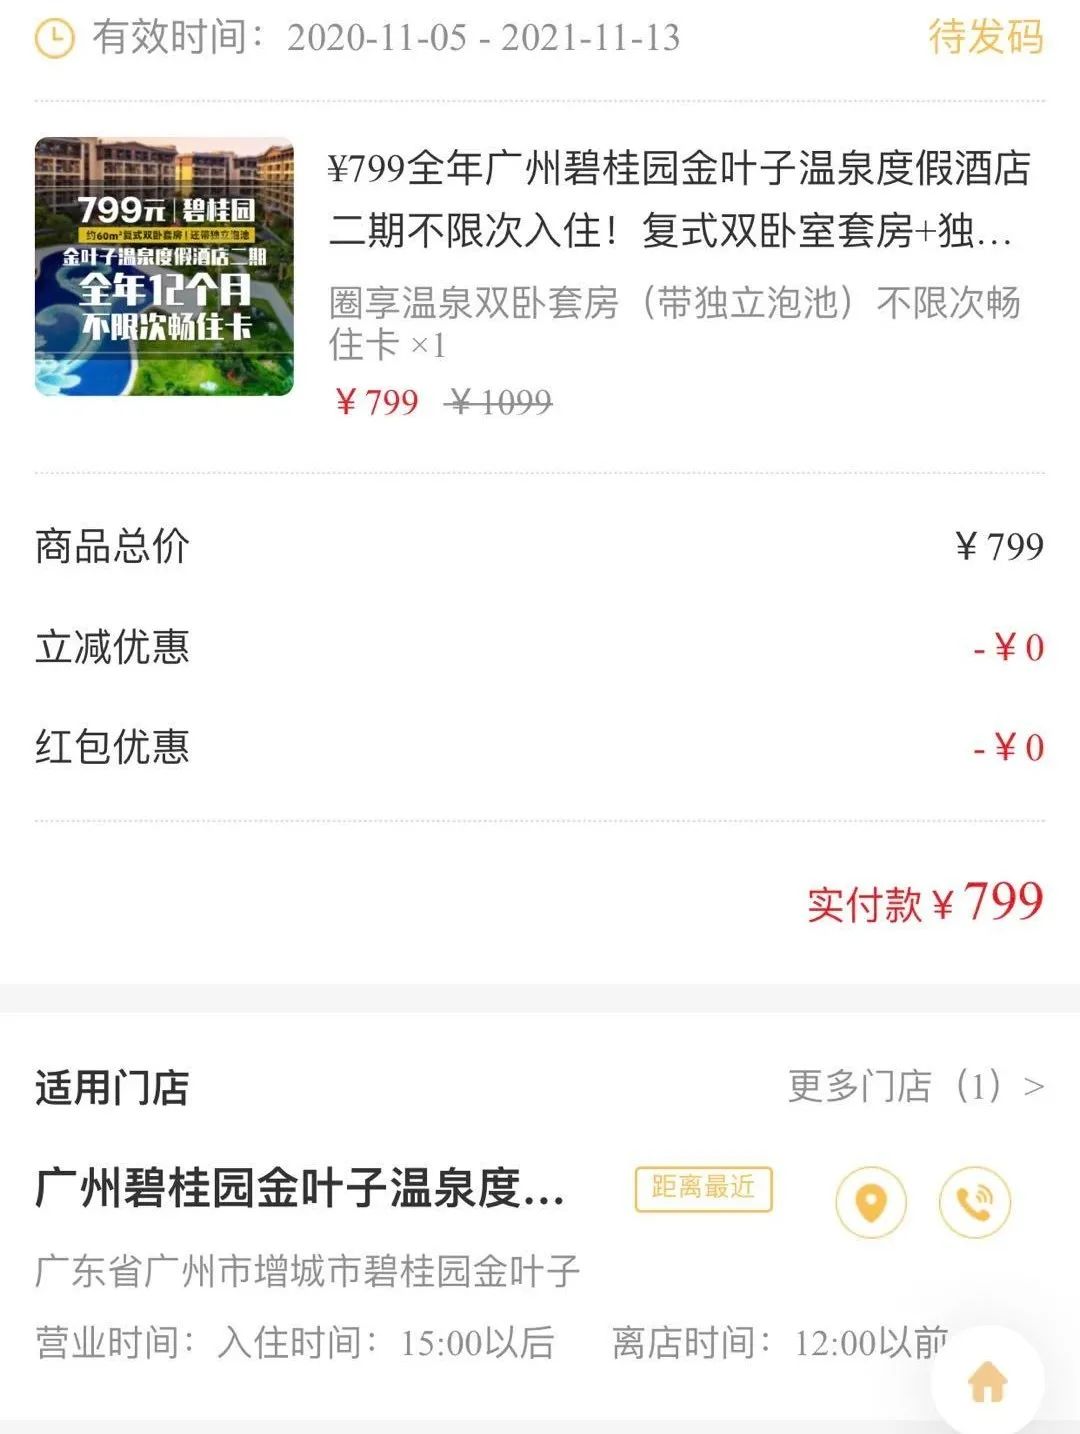 有效时间：2020-11-05 - 2021-11-13
待发码
799元 | 碧桂园
约60m²复式双卧套房 | 还带独立泡池
金叶子温泉度假酒店二期
全年12个月
不限次畅住卡
¥799全年广州碧桂园金叶子温泉度假酒店
二期不限次入住！复式双卧室套房+独...
圈享温泉双卧套房（带独立泡池）不限次畅
住卡 ×1
￥799 ￥1099
商品总价 ￥799
立减优惠 -￥0
红包优惠 -￥0
实付款￥799
适用门店
更多门店（1）>
广州碧桂园金叶子温泉度...
距离最近
广东省广州市增城市碧桂园金叶子
营业时间：入住时间：15:00以后 离店时间：12:00以前